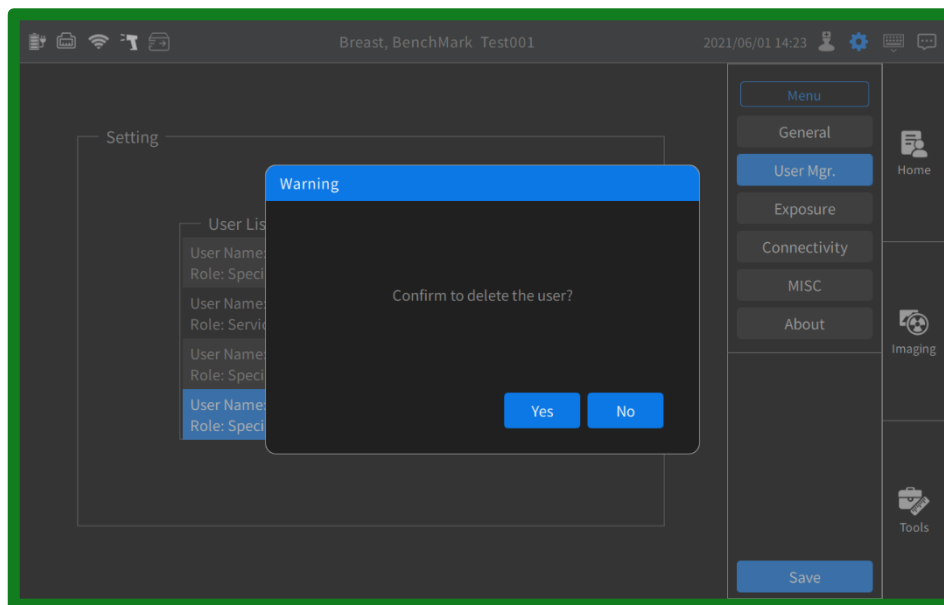 Breast, BenchMark Test001
2021/06/01 14:23
Menu
Setting
General
Home
User Mgr.
Warning
Exposure
User Lis
Connectivity
User Name:
Role: Speci
MISC
Confirm to delete the user?
User Name:
Role: Servic
About
Imaging
User Name:
Role: Speci
User Name:
Role: Speci
Yes
No
Tools
Save